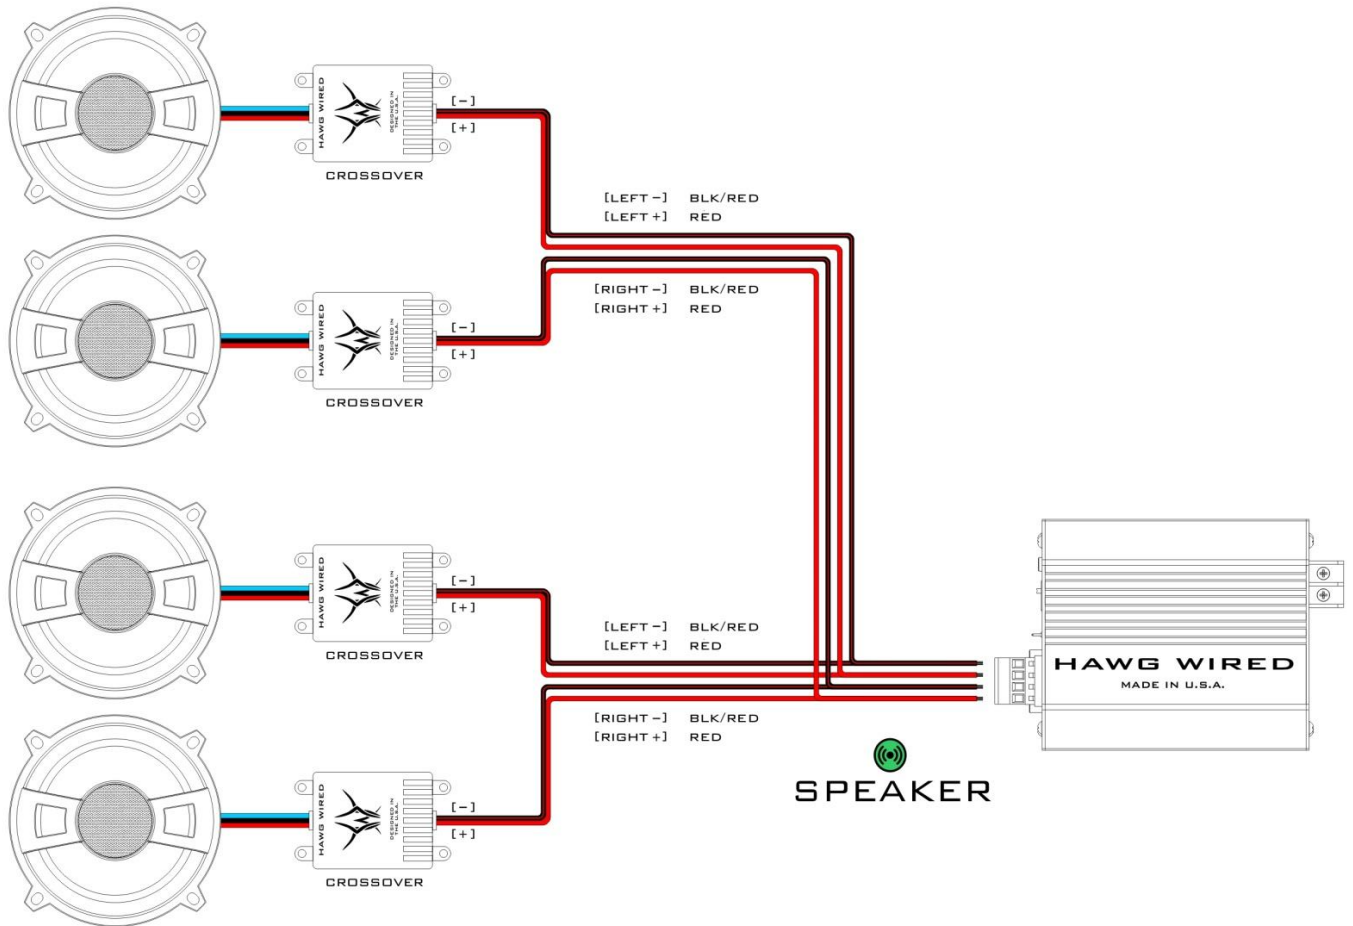 HAWG WIRED
DESIGNED IN
THE U.S.A.
[-]
[+]
CROSSOVER
[LEFT -] BLK/RED
[LEFT +] RED
HAWG WIRED
DESIGNED IN
THE U.S.A.
[-]
[+]
CROSSOVER
[RIGHT -] BLK/RED
[RIGHT +] RED
HAWG WIRED
DESIGNED IN
THE U.S.A.
[-]
[+]
CROSSOVER
[LEFT -] BLK/RED
[LEFT +] RED
HAWG WIRED
MADE IN U.S.A.
[RIGHT -] BLK/RED
[RIGHT +] RED
SPEAKER
HAWG WIRED
DESIGNED IN
THE U.S.A.
[-]
[+]
CROSSOVER